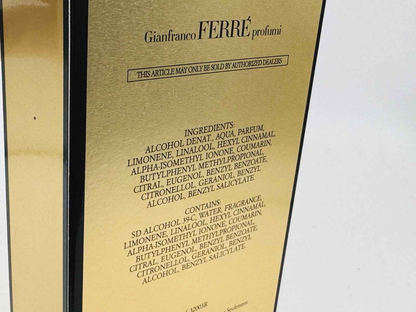 Gianfranco FERRÉ profumi
THIS ARTICLE MAY ONLY BE SOLD BY AUTHORIZED DEALERS
INGREDIENTS:
ALCOHOL DENAT., AQUA, PARFUM,
LIMONENE, LINALOOL, HEXYL CINNAMAL,
ALPHA-ISOMETHYL IONONE, COUMARIN,
BUTYLPHENYL METHYLPROPIONAL,
CITRAL, EUGENOL, BENZYL BENZOATE,
CITRONELLOL, GERANIOL, BENZYL
ALCOHOL, BENZYL SALICYLATE
CONTAINS:
SD ALCOHOL 39-C, WATER, FRAGRANCE,
LIMONENE, LINALOOL, HEXYL CINNAMAL,
ALPHA-ISOMETHYL IONONE, COUMARIN,
BUTYLPHENYL METHYLPROPIONAL,
CITRAL, EUGENOL, BENZYL BENZOATE,
CITRONELLOL, GERANIOL, BENZYL
ALCOHOL, BENZYL SALICYLATE
Seulement